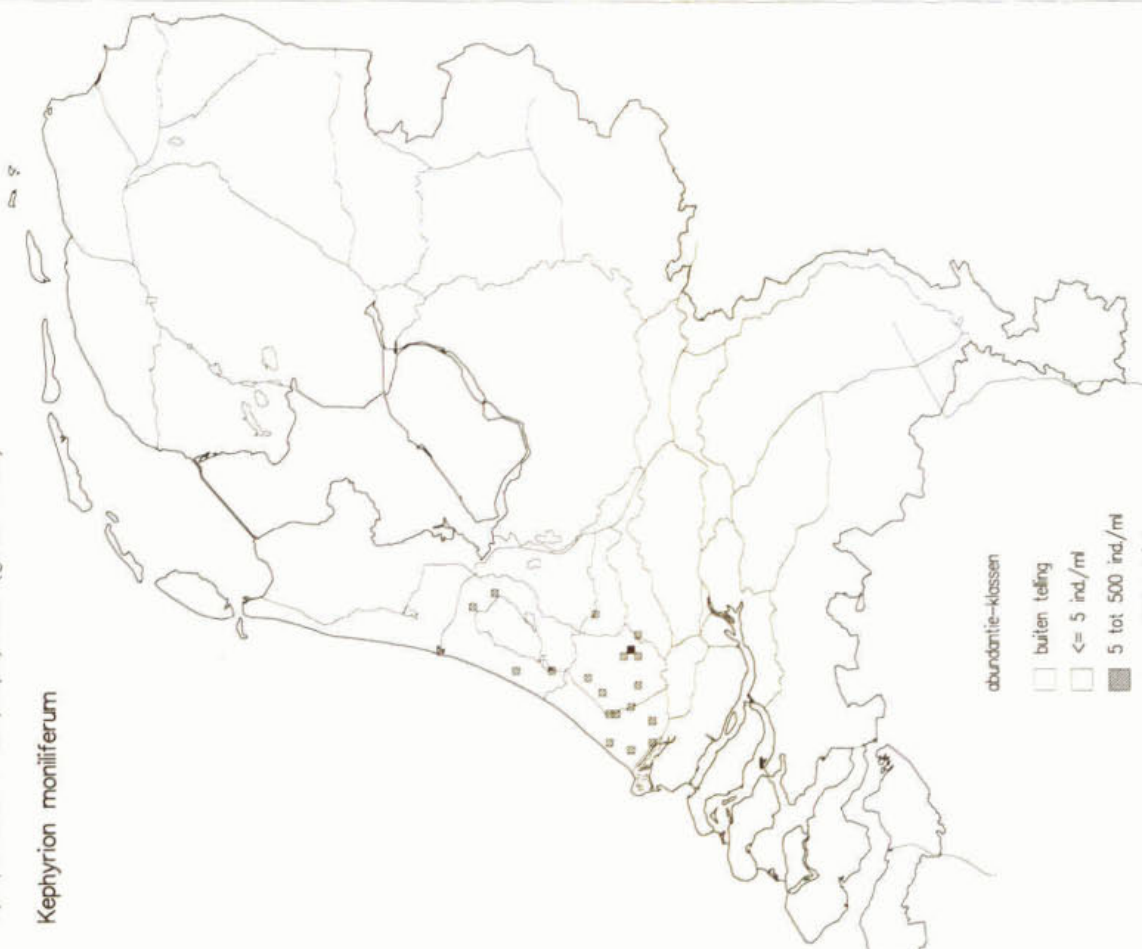 Kephyrion moniliferum
abundantie-klassen
buiten telling
<= 5 ind./ml
5 tot 500 ind./ml